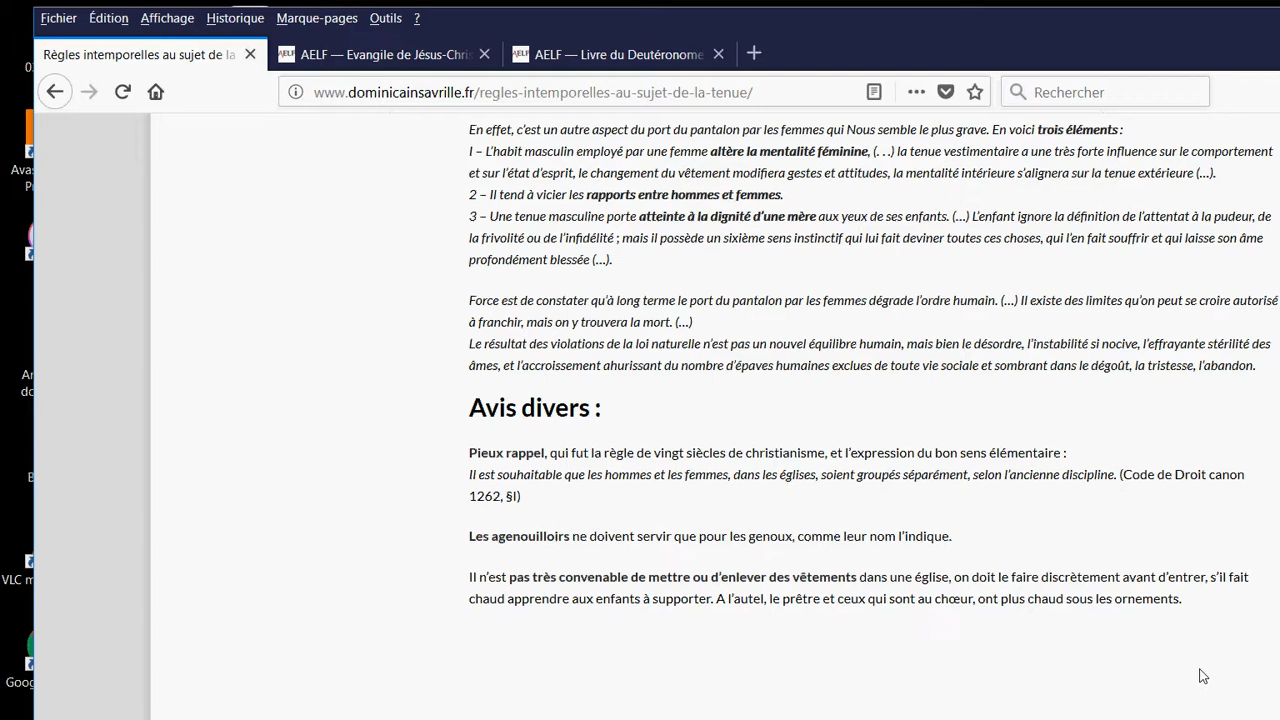 Fichier Édition Affichage Historique Marque-pages Outils ?
Règles intemporelles au sujet de la AELF — Evangile de Jésus-Chris AELF — Livre du Deutéronome
www.dominicainsavrille.fr/regles-intemporelles-au-sujet-de-la-tenue/ Rechercher
En effet, c’est un autre aspect du port du pantalon par les femmes qui Nous semble le plus grave. En voici trois éléments :
I – L’habit masculin employé par une femme altère la mentalité féminine, (. . .) la tenue vestimentaire a une très forte influence sur le comportement
et sur l’état d’esprit, le changement du vêtement modifiera gestes et attitudes, la mentalité intérieure s’alignera sur la tenue extérieure (...).
2 – Il tend à vicier les rapports entre hommes et femmes.
3 – Une tenue masculine porte atteinte à la dignité d’une mère aux yeux de ses enfants. (...) L’enfant ignore la définition de l’attentat à la pudeur, de
la frivolité ou de l’infidélité ; mais il possède un sixième sens instinctif qui lui fait deviner toutes ces choses, qui l’en fait souffrir et qui laisse son âme
profondément blessée (...).
Force est de constater qu’à long terme le port du pantalon par les femmes dégrade l’ordre humain. (...) Il existe des limites qu’on peut se croire autorisé
à franchir, mais on y trouvera la mort. (...)
Le résultat des violations de la loi naturelle n’est pas un nouvel équilibre humain, mais bien le désordre, l’instabilité si nocive, l’effrayante stérilité des
âmes, et l’accroissement ahurissant du nombre d’épaves humaines exclues de toute vie sociale et sombrant dans le dégoût, la tristesse, l’abandon.
Avis divers :
Pieux rappel, qui fut la règle de vingt siècles de christianisme, et l’expression du bon sens élémentaire :
Il est souhaitable que les hommes et les femmes, dans les églises, soient groupés séparément, selon l’ancienne discipline. (Code de Droit canon
1262, §I)
Les agenouilloirs ne doivent servir que pour les genoux, comme leur nom l’indique.
Il n’est pas très convenable de mettre ou d’enlever des vêtements dans une église, on doit le faire discrètement avant d’entrer, s’il fait
chaud apprendre aux enfants à supporter. A l’autel, le prêtre et ceux qui sont au chœur, ont plus chaud sous les ornements.
VLC m